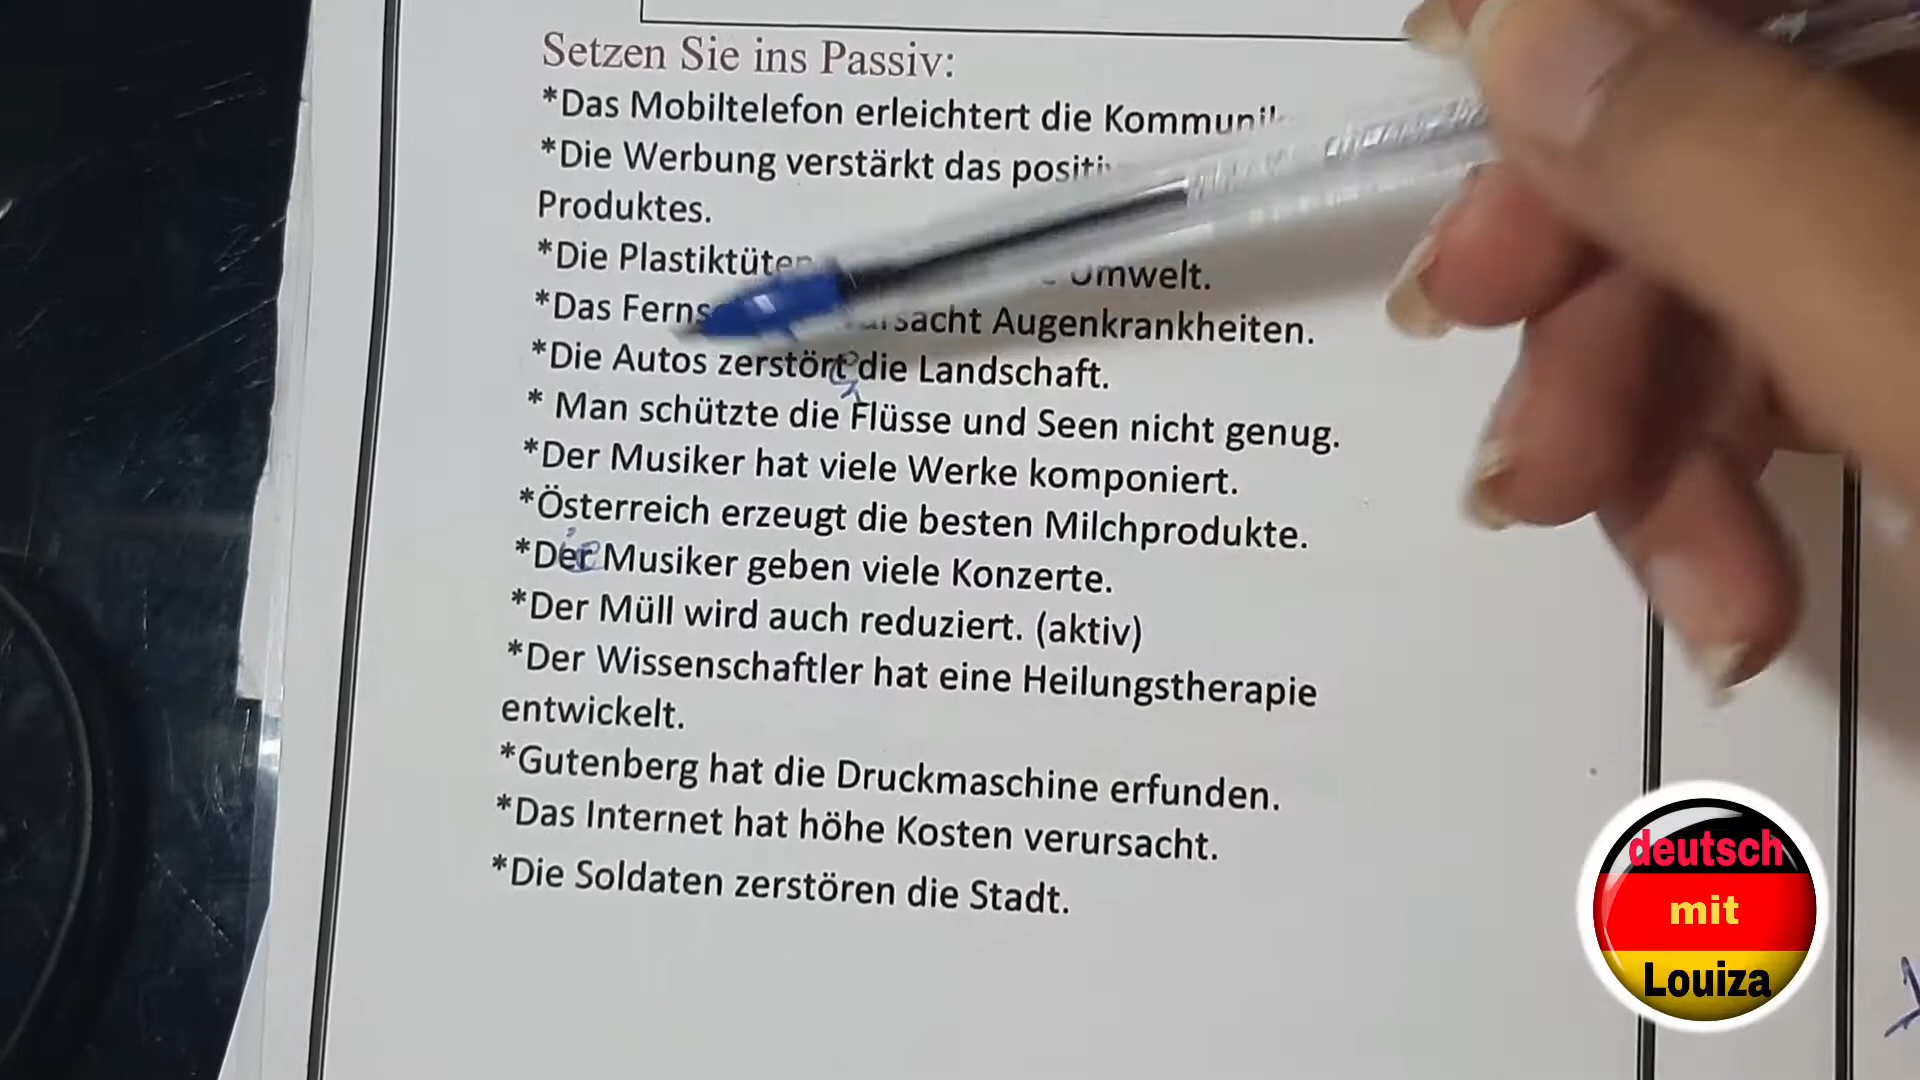 Setzen Sie ins Passiv:
*Das Mobiltelefon erleichtert die
*Die Werbung verstärkt das
Produktes.
*Die Plastiktüten Umwelt.
*Das Augenkrankheiten.
*Die Autos zerstört die Landschaft.
* Man schützte die Flüsse und Seen nicht genug.
*Der Musiker hat viele Werke komponiert.
*Österreich erzeugt die besten Milchprodukte.
*Der Musiker geben viele Konzerte.
*Der Müll wird auch reduziert. (aktiv)
*Der Wissenschaftler hat eine Heilungstherapie
entwickelt.
*Gutenberg hat die Druckmaschine erfunden.
*Das Internet hat höhe Kosten verursacht.
*Die Soldaten zerstören die Stadt.
deutsch
mit
Louiza